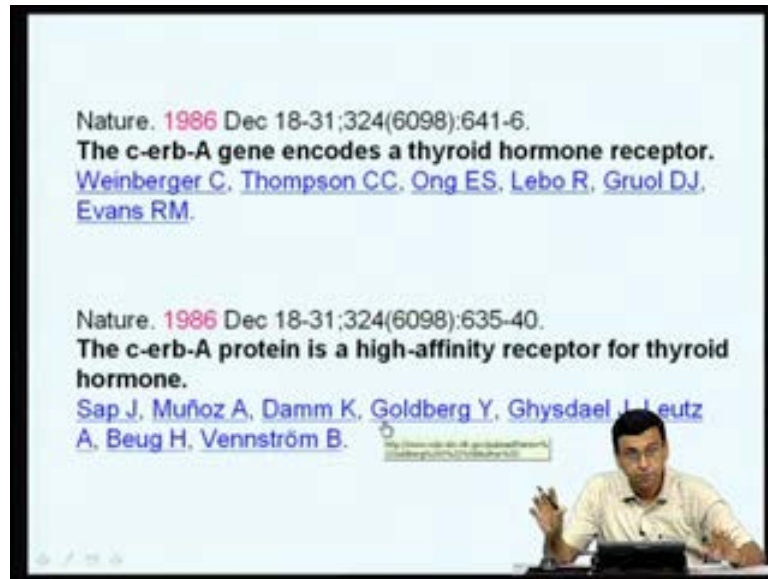 Nature. 1986 Dec 18-31;324(6098):641-6.
The c-erb-A gene encodes a thyroid hormone receptor.
Weinberger C, Thompson CC, Ong ES, Lebo R, Gruol DJ,
Evans RM.
Nature. 1986 Dec 18-31;324(6098):635-40.
The c-erb-A protein is a high-affinity receptor for thyroid
hormone.
Sap J, Muñoz A, Damm K, Goldberg Y, Ghysdael J, Leutz
A, Beug H, Vennström B.